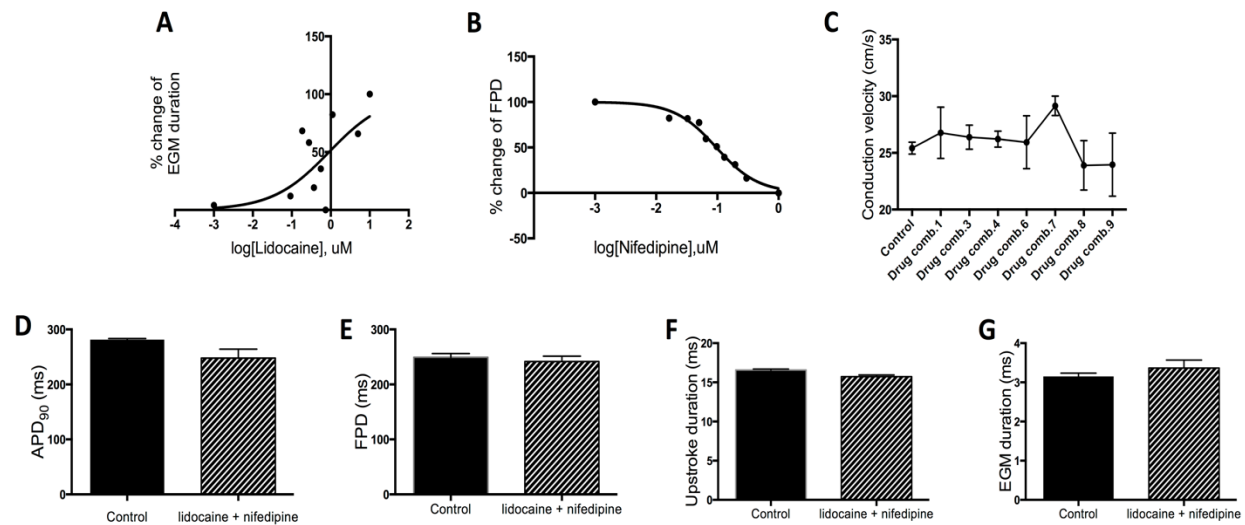 A
% change of
EGM duration
150
100
50
0
-4
-3
-2
-1
0
1
2
log[Lidocaine], uM
B
% change of FPD
150
100
50
0
-50
-3
-2
-1
0
log[Nifedipine],uM
C
Conduction velocity (cm/s)
35
30
25
20
Control
Drug comb.1
Drug comb.3
Drug comb.4
Drug comb.6
Drug comb.7
Drug comb.8
Drug comb.9
D
APD90 (ms)
300
200
100
0
Control
lidocaine + nifedipine
E
FPD (ms)
300
200
100
0
Control
lidocaine + nifedipine
F
Upstroke duration (ms)
20
15
10
5
0
Control
lidocaine + nifedipine
G
EGM duration (ms)
4
3
2
1
0
Control
lidocaine + nifedipine